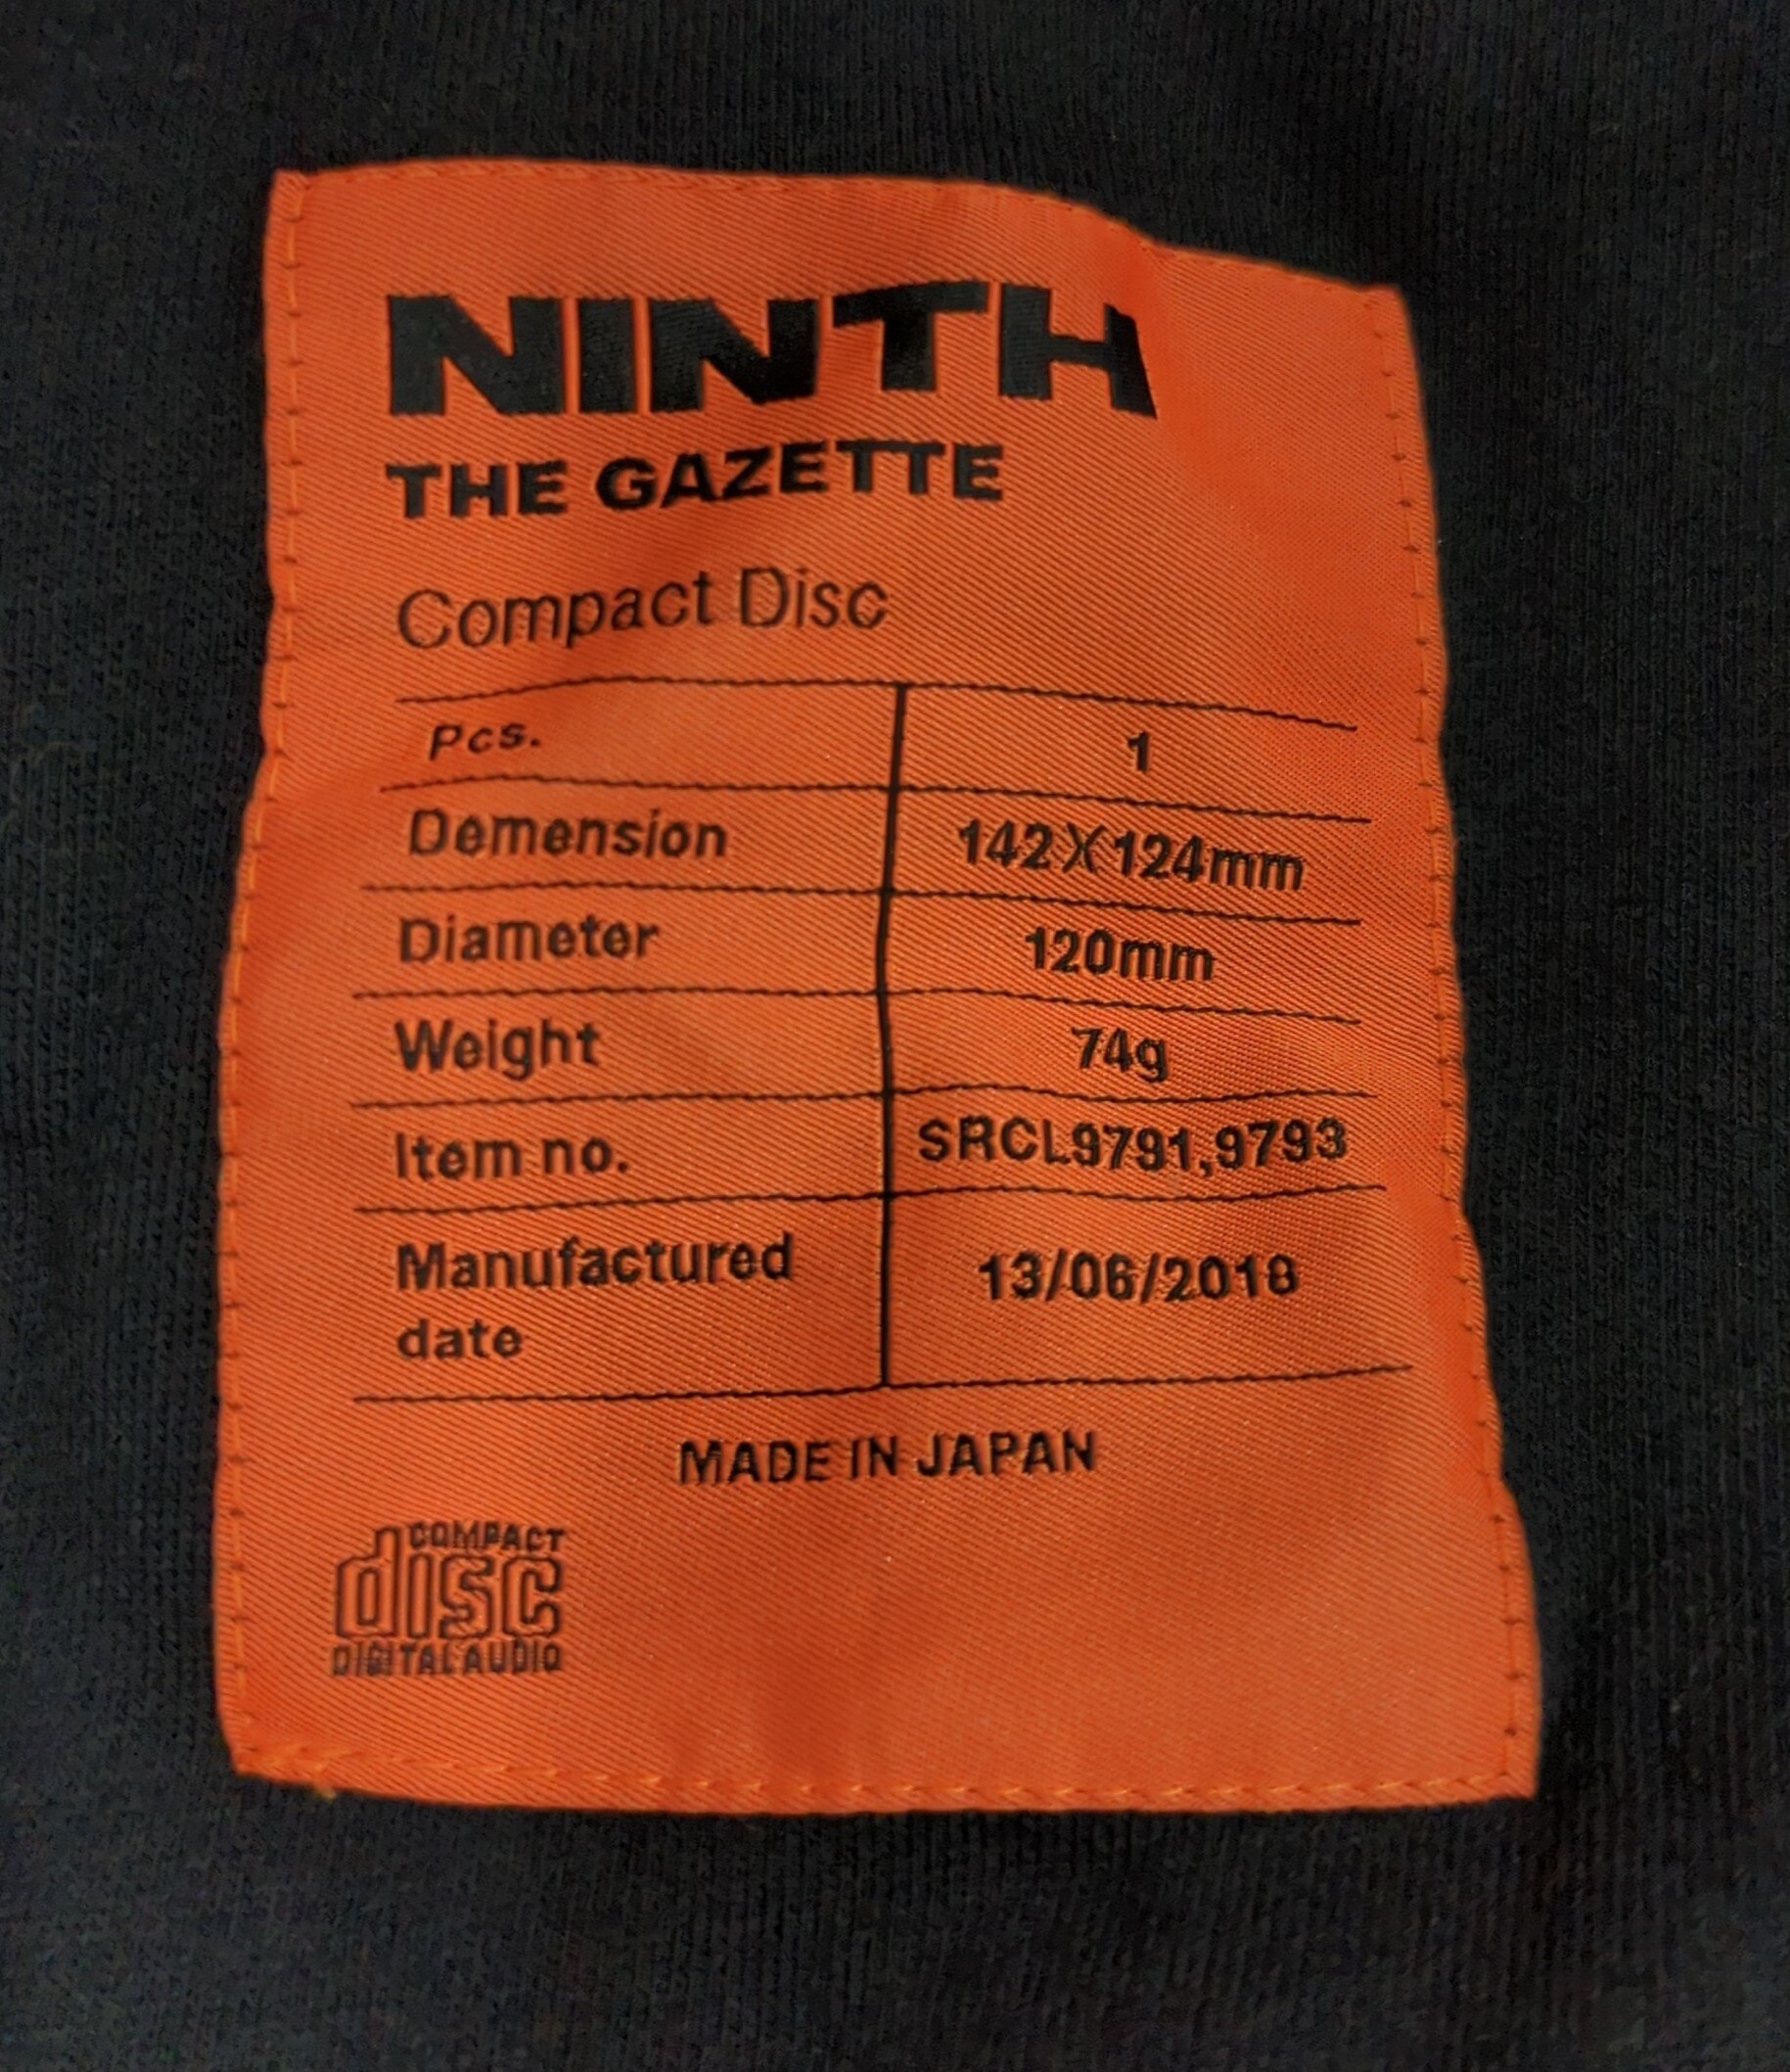 NINTH
THE GAZETTE
Compact Disc
Pcs. 1
Demension 142X124mm
Diameter 120mm
Weight 74g
Item no. SRCL9791,9793
Manufactured date 13/06/2018
MADE IN JAPAN
COMPACT
disc
DIGITAL AUDIO